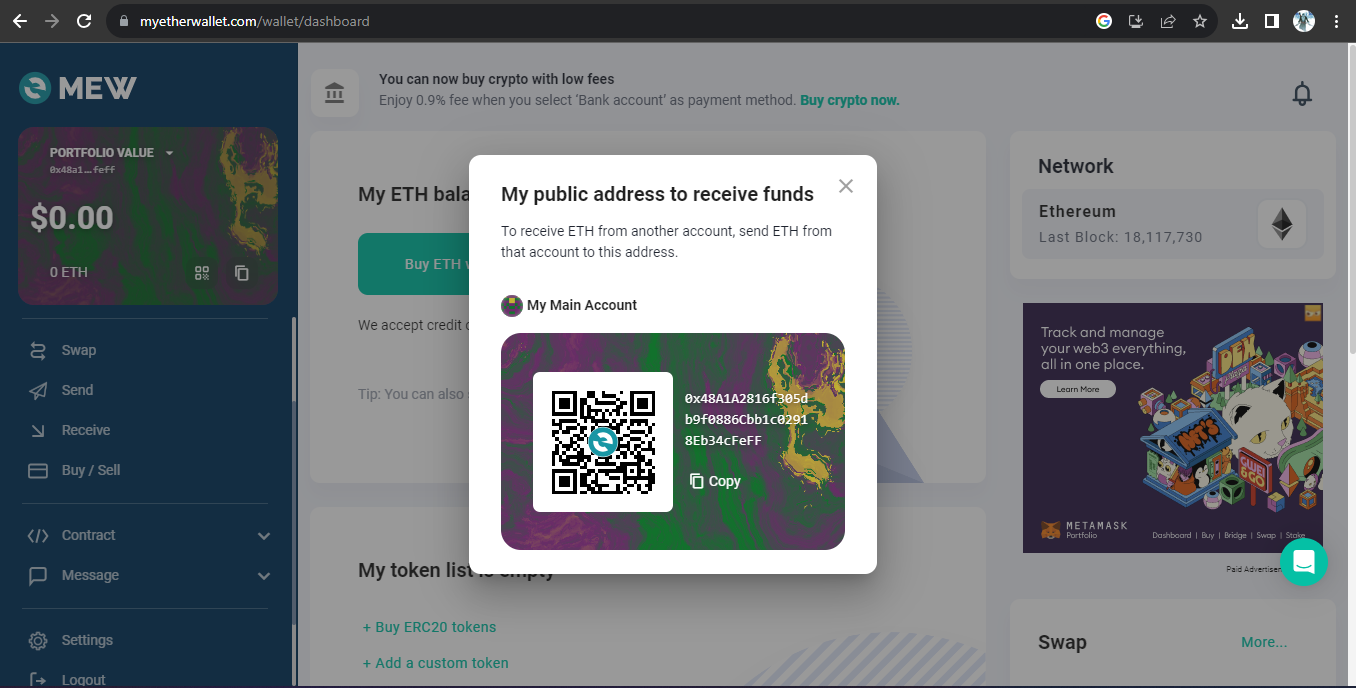 myetherwallet.com/wallet/dashboard
MEW
PORTFOLIO VALUE
0x48a1...feff
$0.00
0 ETH
Swap
Send
Receive
Buy / Sell
Contract
Message
Settings
Logout
You can now buy crypto with low fees
Enjoy 0.9% fee when you select ‘Bank account’ as payment method. Buy crypto now.
My ETH bala
Buy ETH
We accept credit
Tip: You can also
My public address to receive funds
To receive ETH from another account, send ETH from
that account to this address.
My Main Account
0x48A1A2816f305d
b9f0886Cbb1c0291
8Eb34cFeFF
Copy
My token list is empty
+ Buy ERC20 tokens
+ Add a custom token
Network
Ethereum
Last Block: 18,117,730
Track and manage
your web3 everything,
all in one place.
Learn More
DEX
ARTS
METAMASK
Portfolio
Dashboard | Buy | Bridge | Swap | Stake
Paid Advertisem
Swap
More...